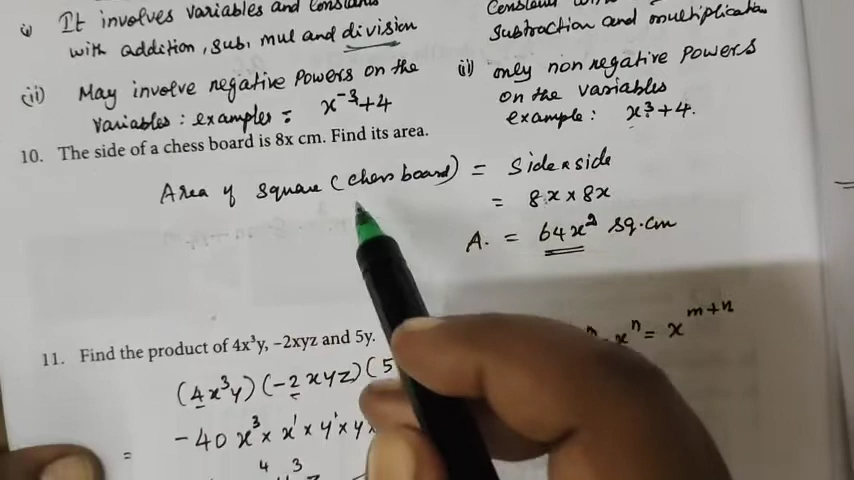 i) It involves variables and constants
with addition, sub, mul and division
(ii) May involve negative powers on the
variables : examples = x⁻³+4
subtraction and multiplication
ii) only non negative powers
on the variables
example: x³+4.
10. The side of a chess board is 8x cm. Find its area.
Area of square (chess board) = side x side
= 8x x 8x
A. = 64x² sq.cm
11. Find the product of 4x³y, –2xyz and 5y.
xⁿ = x^{m+n}
(4x³y)(-2xyz)(5
= -40 x³ x x¹ x y¹ x y x